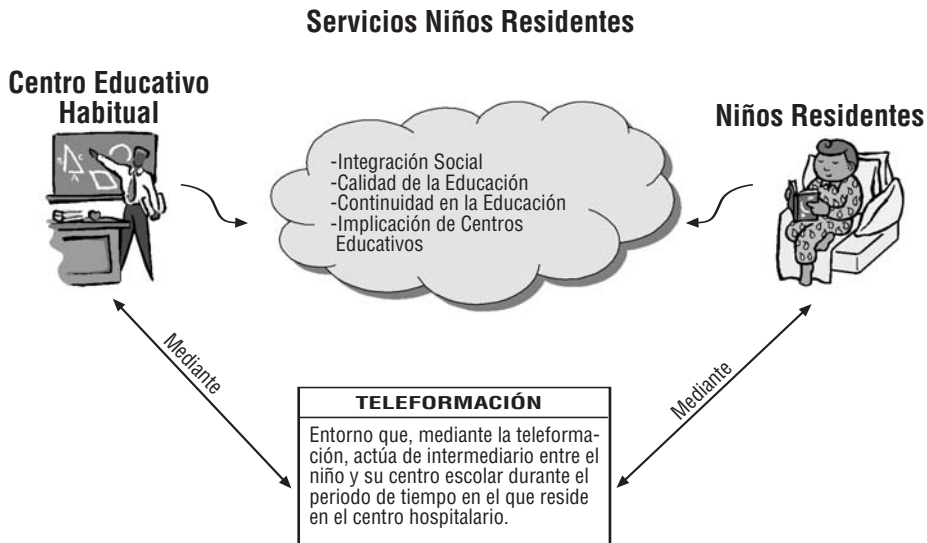 Servicios Niños Residentes
Centro Educativo
Habitual
Niños Residentes
-Integración Social
-Calidad de la Educación
-Continuidad en la Educación
-Implicación de Centros
Educativos
Mediante
Mediante
TELEFORMACIÓN
Entorno que, mediante la teleforma-
ción, actúa de intermediario entre el
niño y su centro escolar durante el
periodo de tiempo en el que reside
en el centro hospitalario.